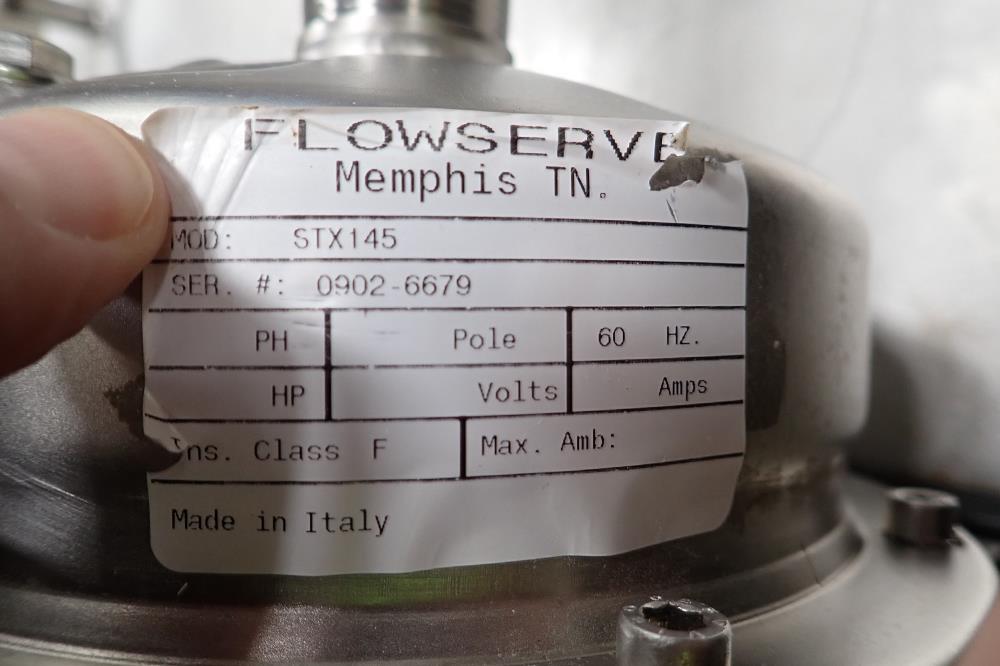 FLOWSERVE
Memphis TN.
MOD: STX145
SER. #: 0902-6679
PH Pole 60 HZ.
HP Volts Amps
Ins. Class F Max. Amb:
Made in Italy